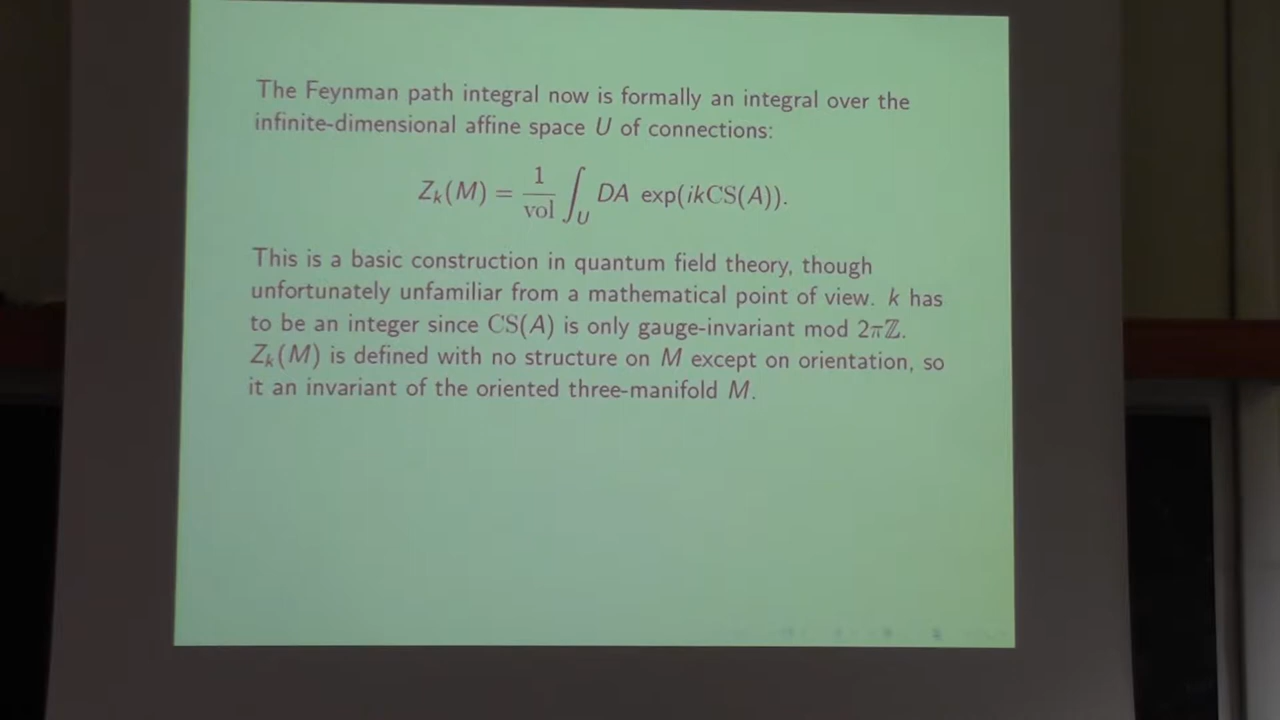 The Feynman path integral now is formally an integral over the
infinite-dimensional affine space U of connections:
Zₖ(M) = 1/vol ∫_U DA exp(ikCS(A)).
This is a basic construction in quantum field theory, though
unfortunately unfamiliar from a mathematical point of view. k has
to be an integer since CS(A) is only gauge-invariant mod 2πℤ.
Zₖ(M) is defined with no structure on M except on orientation, so
it an invariant of the oriented three-manifold M.